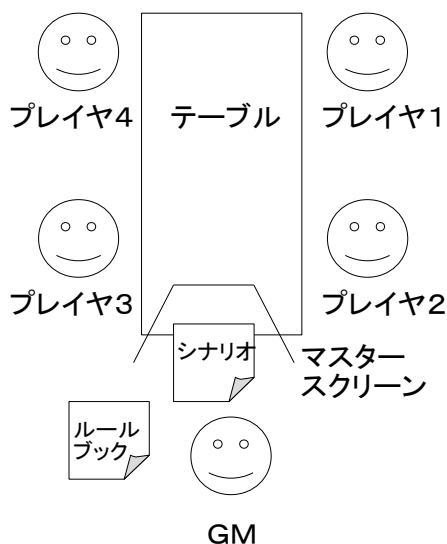 プレイヤ4
テーブル
プレイヤ1
プレイヤ3
プレイヤ2
シナリオ
マスター
スクリーン
ルール
ブック
GM